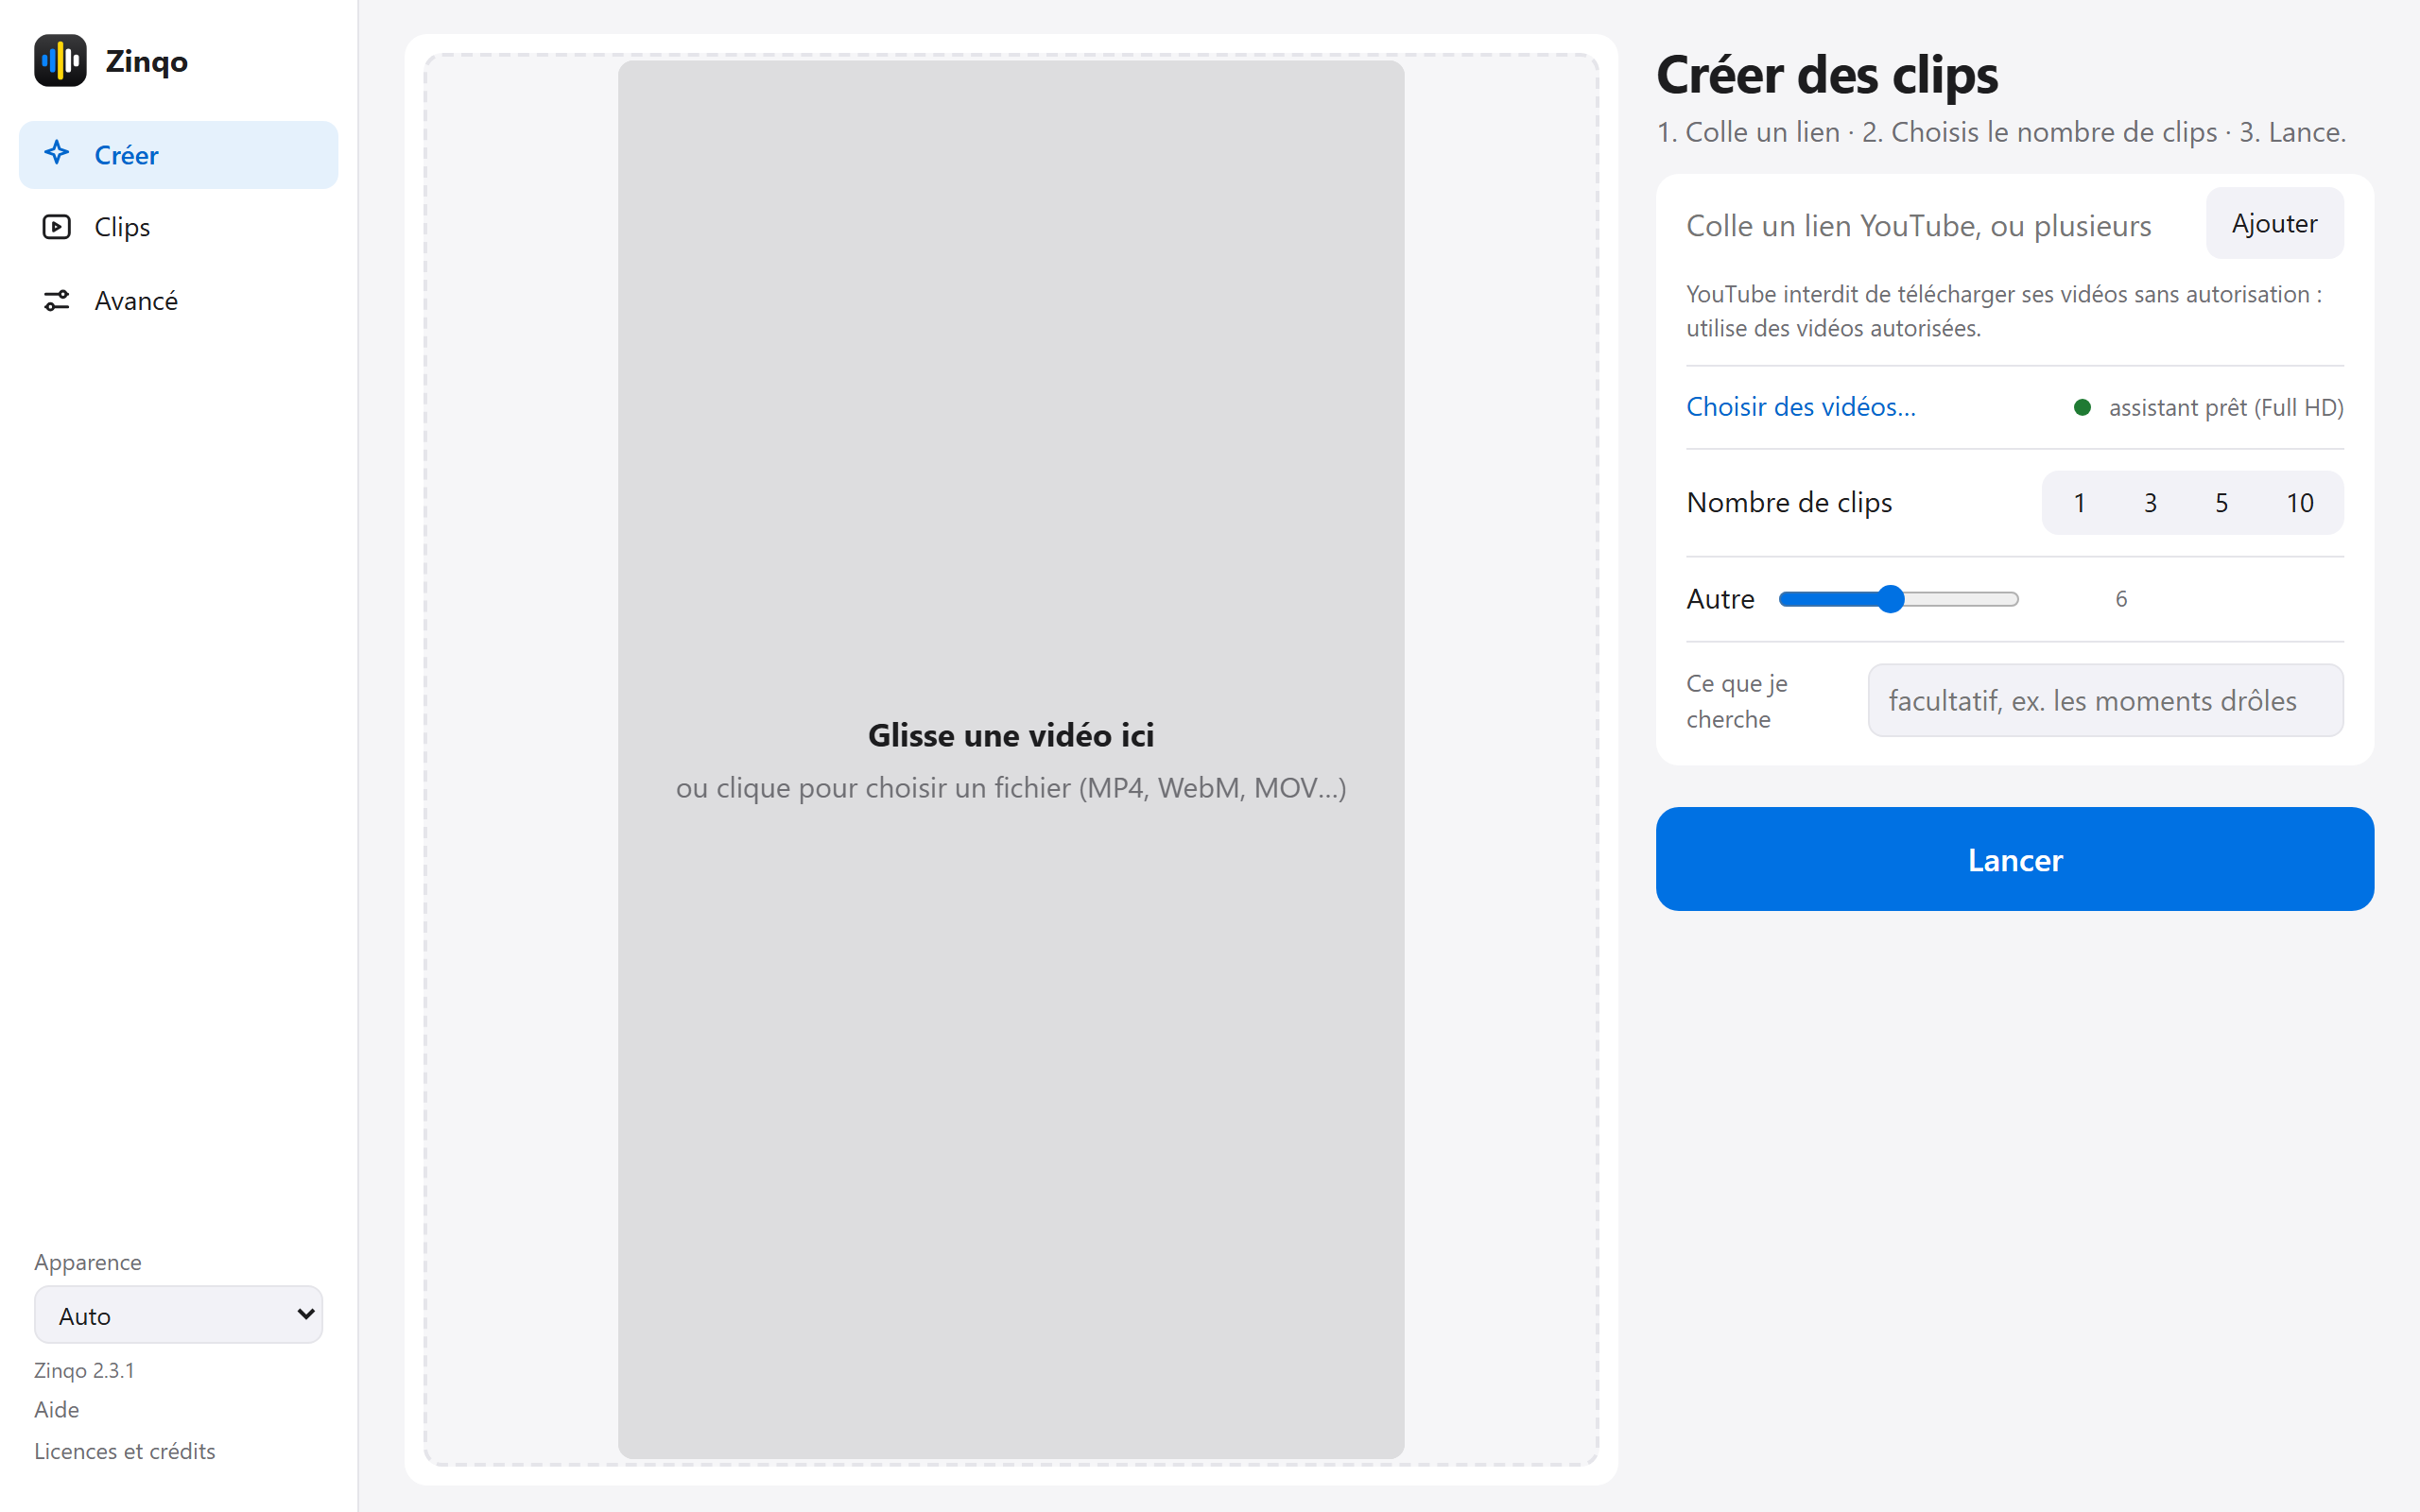 Zinqo
Créer
Clips
Avancé
Apparence
Auto
Zinqo 2.3.1
Aide
Licences et crédits
Glisse une vidéo ici
ou clique pour choisir un fichier (MP4, WebM, MOV...)
Créer des clips
1. Colle un lien · 2. Choisis le nombre de clips · 3. Lance.
Colle un lien YouTube, ou plusieurs
Ajouter
YouTube interdit de télécharger ses vidéos sans autorisation :
utilise des vidéos autorisées.
Choisir des vidéos...
assistant prêt (Full HD)
Nombre de clips
1 3 5 10
Autre
6
Ce que je
cherche
facultatif, ex. les moments drôles
Lancer